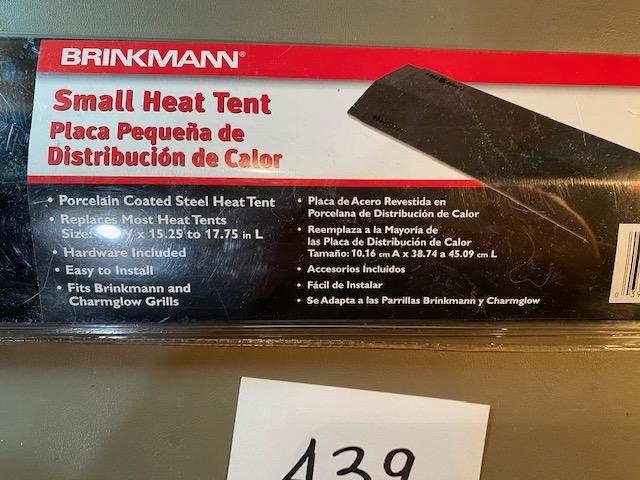 BRINKMANN®
Small Heat Tent
Placa Pequeña de
Distribución de Calor
• Porcelain Coated Steel Heat Tent
• Replaces Most Heat Tents
Size: x 15.25 to 17.75 in L
• Hardware Included
• Easy to Install
• Fits Brinkmann and
Charmglow Grills
• Placa de Acero Revestida en
Porcelana de Distribución de Calor
• Reemplaza a la Mayoría de
las Placa de Distribución de Calor
Tamaño: 10.16 cm A x 38.74 a 45.09 cm L
• Accesorios İncluidos
• Fácil de Instalar
• Se Adapta a las Parrillas Brinkmann y Charmglow
439